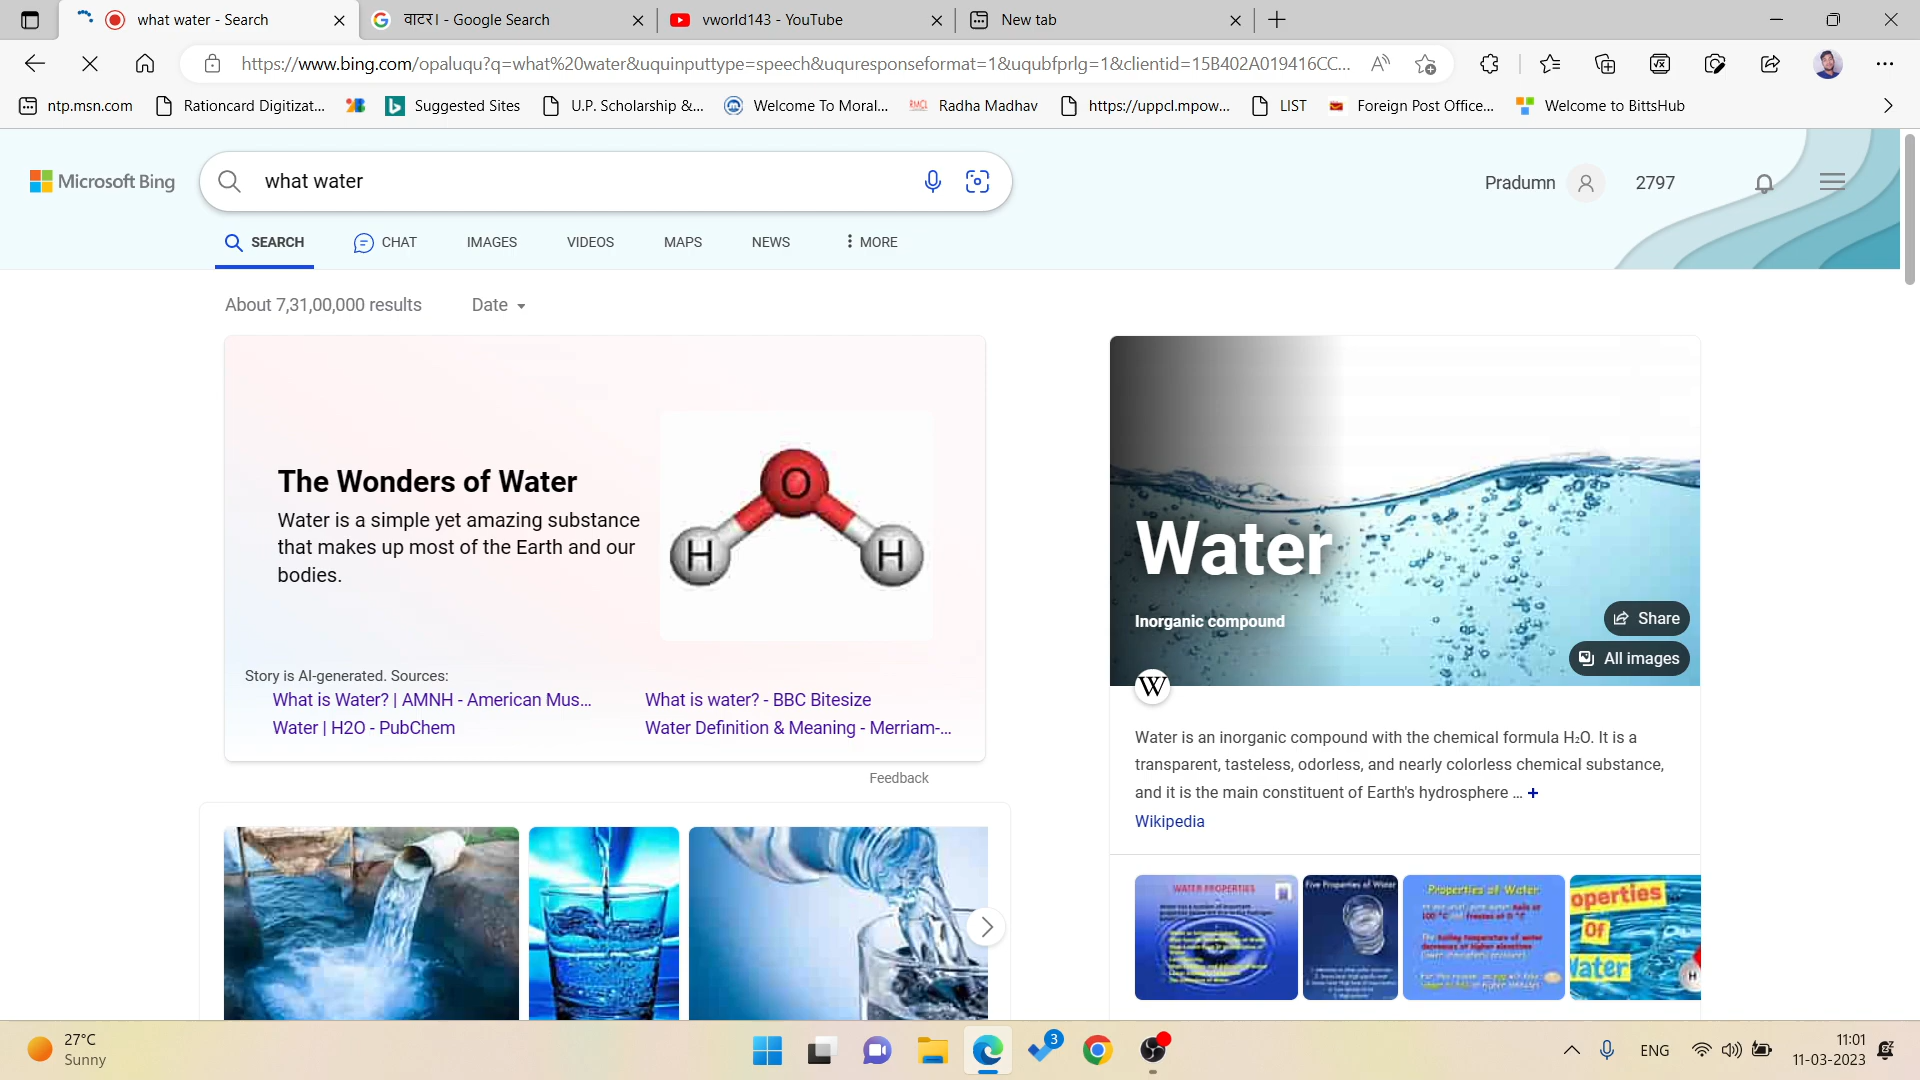 what water - Search
वाटर। - Google Search
vworld143 - YouTube
New tab
https://www.bing.com/opaluqu?q=what%20water&uquinputtype=speech&uquresponseformat=1&uqubfprlg=1&clientid=15B402A019416CC...
ntp.msn.com
Rationcard Digitizat...
Suggested Sites
U.P. Scholarship &...
Welcome To Moral...
Radha Madhav
https://uppcl.mpow...
LIST
Foreign Post Office...
Welcome to BittsHub
Microsoft Bing
what water
Pradumn
2797
SEARCH
CHAT
IMAGES
VIDEOS
MAPS
NEWS
MORE
About 7,31,00,000 results
Date
The Wonders of Water
Water is a simple yet amazing substance
that makes up most of the Earth and our
bodies.
O
H
H
Story is AI-generated. Sources:
What is Water? | AMNH - American Mus...
What is water? - BBC Bitesize
Water | H2O - PubChem
Water Definition & Meaning - Merriam-...
Feedback
Water
Inorganic compound
Share
All images
W
Water is an inorganic compound with the chemical formula H₂O. It is a
transparent, tasteless, odorless, and nearly colorless chemical substance,
and it is the main constituent of Earth's hydrosphere ... +
Wikipedia
WATER PROPERTIES
Five Properties of Water
Properties of Water
operties
Of
Water
H
27°C
Sunny
3
ENG
11:01
11-03-2023